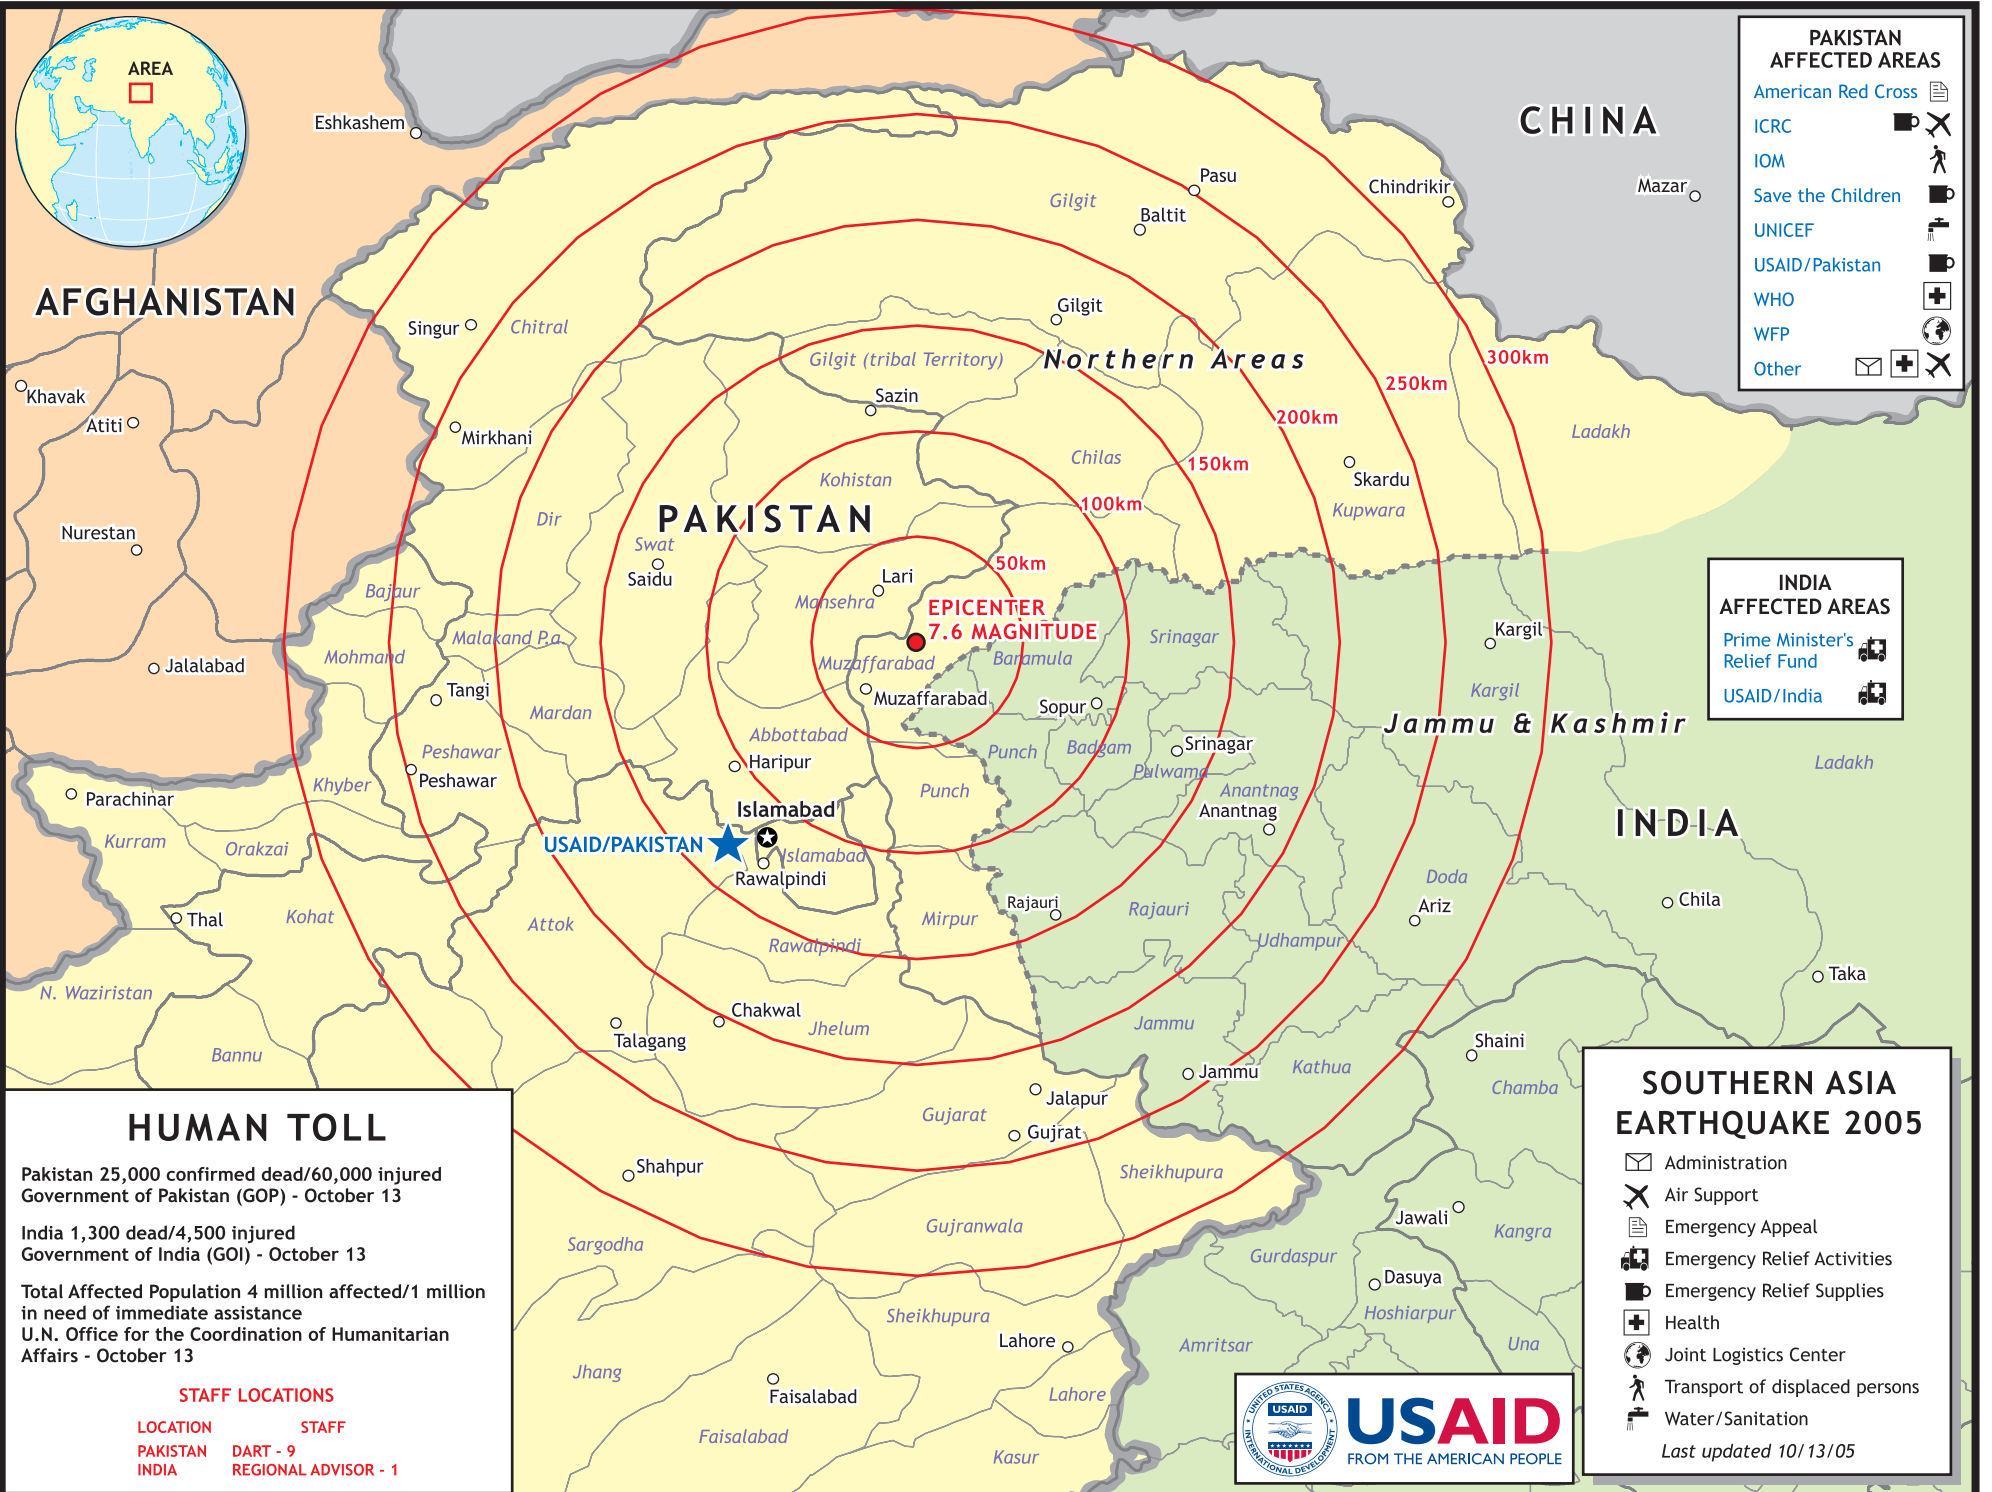 AREA
PAKISTAN
AFFECTED AREAS
American Red Cross
ICRC
IOM
Save the Children
UNICEF
USAID/Pakistan
WHO
WFP
Other
CHINA
Mazar
Eshkashem
Pasu
Chindrikir
Gilgit
Baltit
AFGHANISTAN
Singur
Chitral
Gilgit
Gilgit (tribal Territory)
Northern Areas
300km
250km
200km
150km
100km
50km
Khavak
Atiti
Mirkhani
Sazin
Ladakh
Chilas
Skardu
Kohistan
Kupwara
PAKISTAN
Dir
Swat
Saidu
Nurestan
Lari
Mansehra
Bajaur
EPICENTER
7.6 MAGNITUDE
INDIA
AFFECTED AREAS
Prime Minister's
Relief Fund
USAID/India
Malakand P.a.
Mohmand
Jalalabad
Muzaffarabad
Baramula
Srinagar
Kargil
Kargil
Tangi
Muzaffarabad
Sopur
Mardan
Abbottabad
Jammu & Kashmir
Peshawar
Peshawar
Haripur
Punch
Badgam
Srinagar
Pulwama
Ladakh
Khyber
Parachinar
Punch
Anantnag
Anantnag
Islamabad
INDIA
Kurram
Orakzai
USAID/PAKISTAN
Islamabad
Rawalpindi
Doda
Chila
Thal
Kohat
Attok
Rawalpindi
Mirpur
Rajauri
Rajauri
Ariz
Udhampur
Taka
N. Waziristan
Chakwal
Jhelum
Talagang
Jammu
Shaini
Bannu
Jammu
Kathua
Chamba
Jalapur
Gujarat
Gujrat
Shahpur
Sheikhupura
Jawali
Kangra
Gujranwala
Sargodha
Gurdaspur
Dasuya
Hoshiarpur
Sheikhupura
Lahore
Amritsar
Una
Jhang
Faisalabad
Lahore
Faisalabad
Kasur
HUMAN TOLL
Pakistan 25,000 confirmed dead/60,000 injured
Government of Pakistan (GOP) - October 13
India 1,300 dead/4,500 injured
Government of India (GOI) - October 13
Total Affected Population 4 million affected/1 million
in need of immediate assistance
U.N. Office for the Coordination of Humanitarian
Affairs - October 13
STAFF LOCATIONS
LOCATION STAFF
PAKISTAN DART - 9
INDIA REGIONAL ADVISOR - 1
UNITED STATES AGENCY
USAID
INTERNATIONAL DEVELOPMENT
USAID
FROM THE AMERICAN PEOPLE
SOUTHERN ASIA
EARTHQUAKE 2005
Administration
Air Support
Emergency Appeal
Emergency Relief Activities
Emergency Relief Supplies
Health
Joint Logistics Center
Transport of displaced persons
Water/Sanitation
Last updated 10/13/05